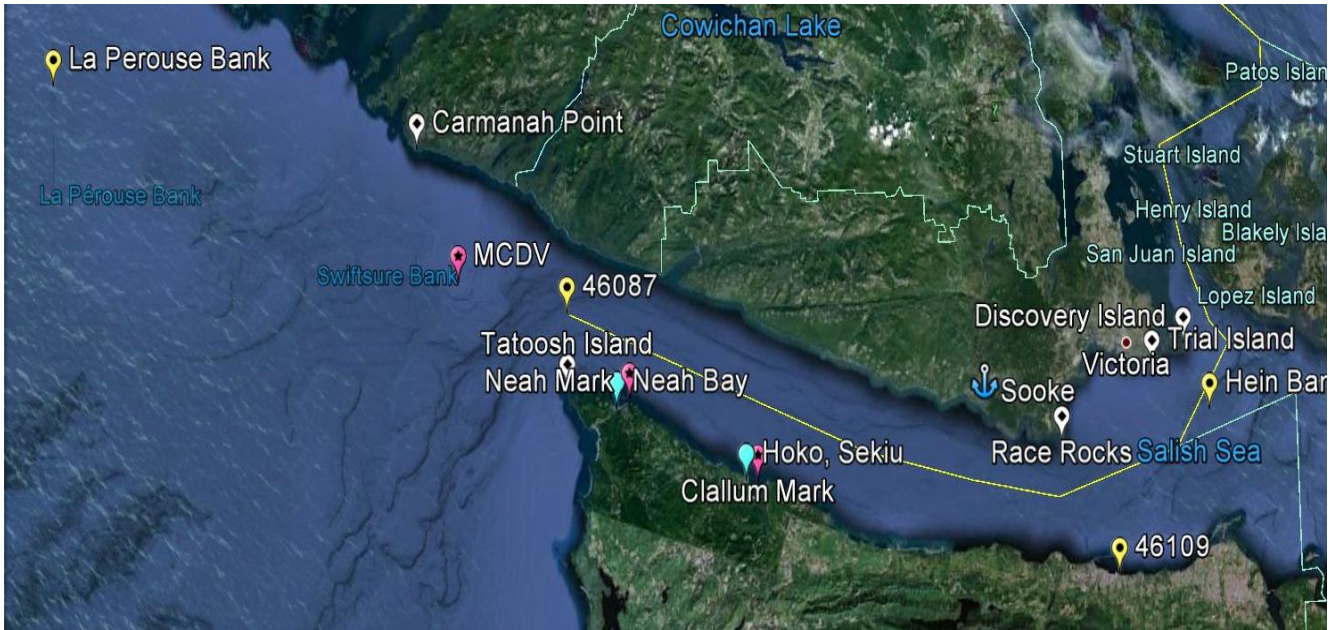 Cowichan Lake
La Perouse Bank
Patos Islan
Carmanah Point
Stuart Island
La Pérouse Bank
Henry Island
Blakely Isla
San Juan Island
MCDV
Swiftsure Bank
46087
Lopez Island
Discovery Island
Trial Island
Tatoosh Island
Victoria
Neah Mark
Neah Bay
Sooke
Hein Ban
Race Rocks
Salish Sea
Hoko, Sekiu
Clallum Mark
46109